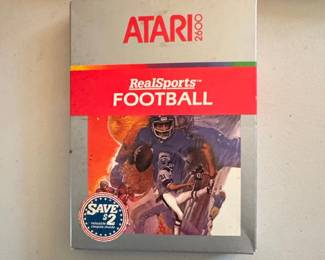 ATARI 2600
RealSports™
FOOTBALL
SAVE
$2